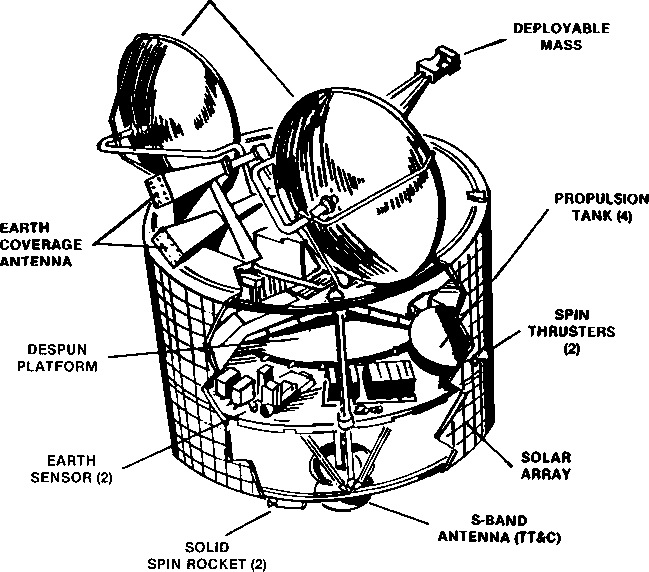 DEPLOYABLE
MASS
EARTH
COVERAGE
ANTENNA
PROPULSION
TANK (4)
SPIN
THRUSTERS
(2)
DESPUN
PLATFORM
EARTH
SENSOR (2)
SOLAR
ARRAY
S-BAND
ANTENNA (TT&C)
SOLID
SPIN ROCKET (2)